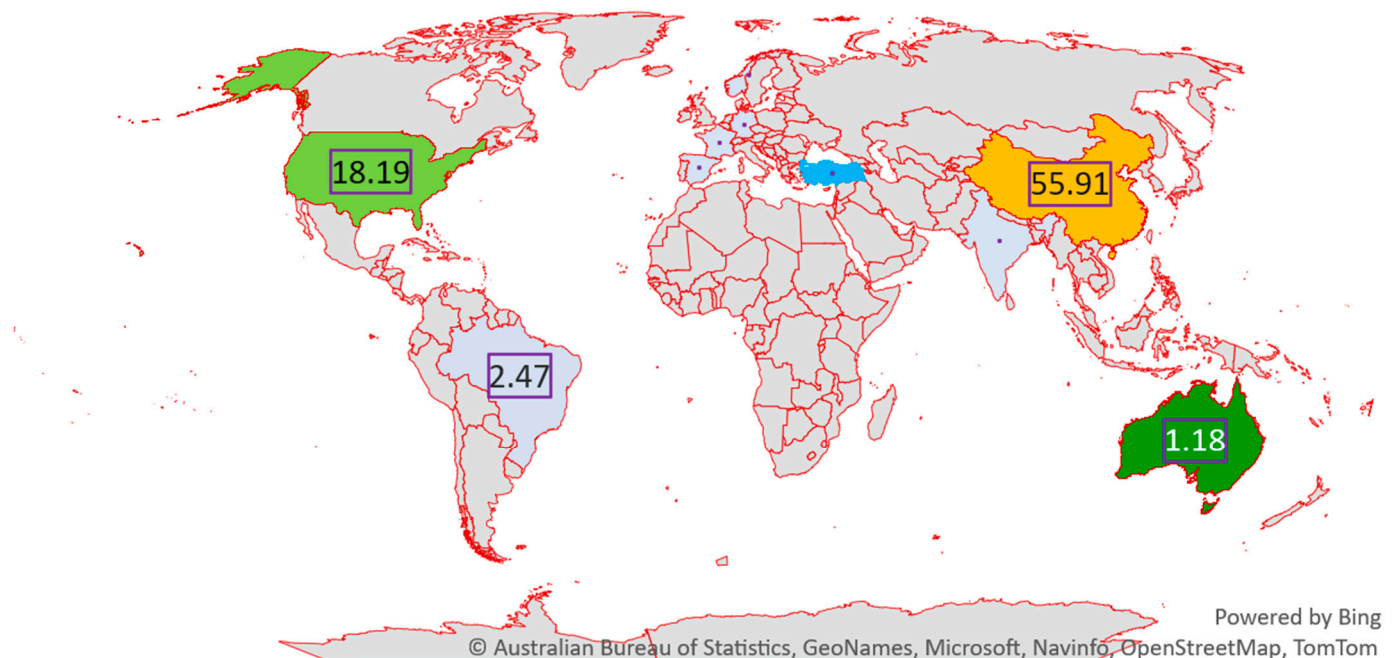 18.19
55.91
2.47
1.18
Powered by Bing
© Australian Bureau of Statistics, GeoNames, Microsoft, Navinfo, OpenStreetMap, TomTom